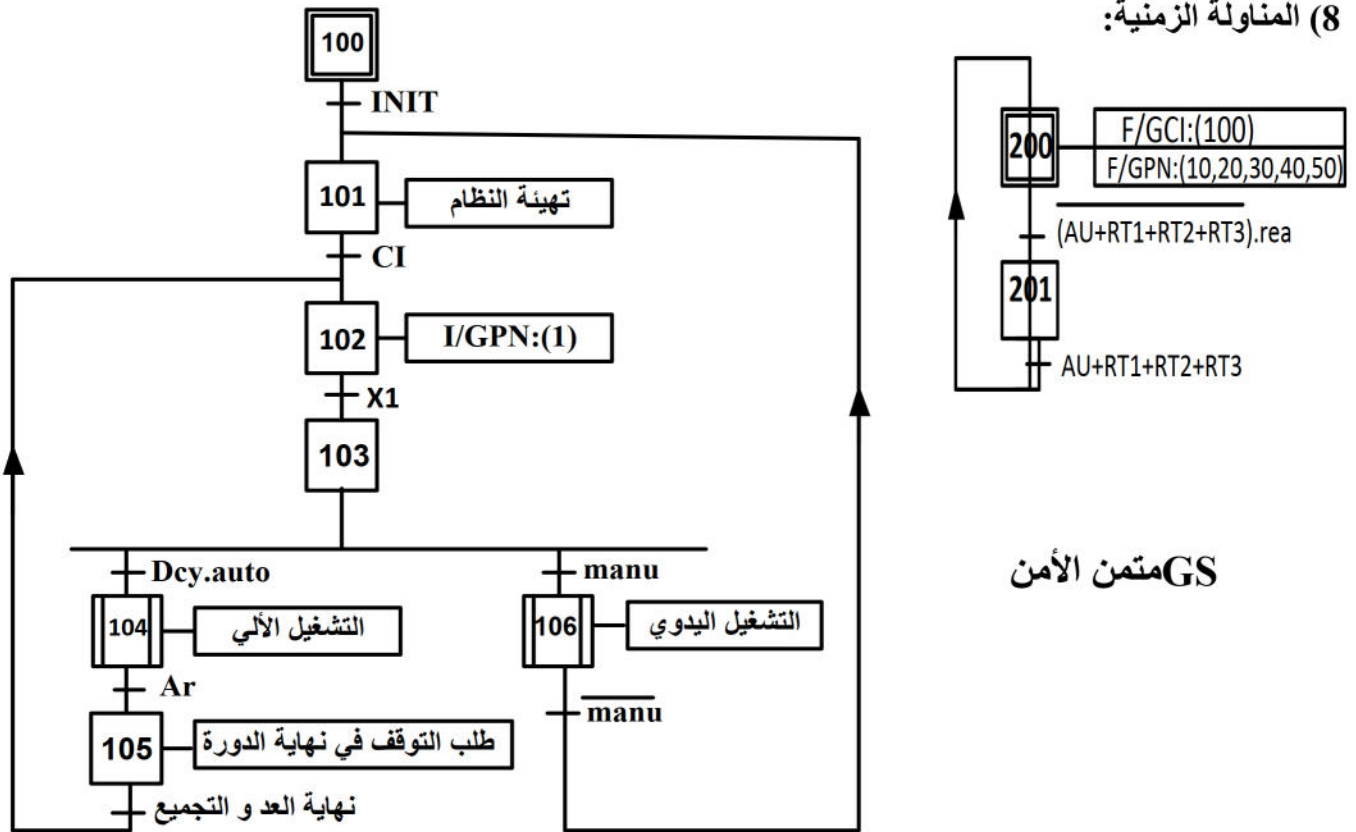 8) المناولة الزمنية:
100
INIT
101
تهيئة النظام
CI
102
I/GPN:(1)
X1
103
Dcy.auto
manu
104
التشغيل الألي
106
التشغيل اليدوي
Ar
manu
105
طلب التوقف في نهاية الدورة
نهاية العد و التجميع
200
F/GCI:(100)
F/GPN:(10,20,30,40,50)
(AU+RT1+RT2+RT3).rea
201
AU+RT1+RT2+RT3
GSمتمن الأمن